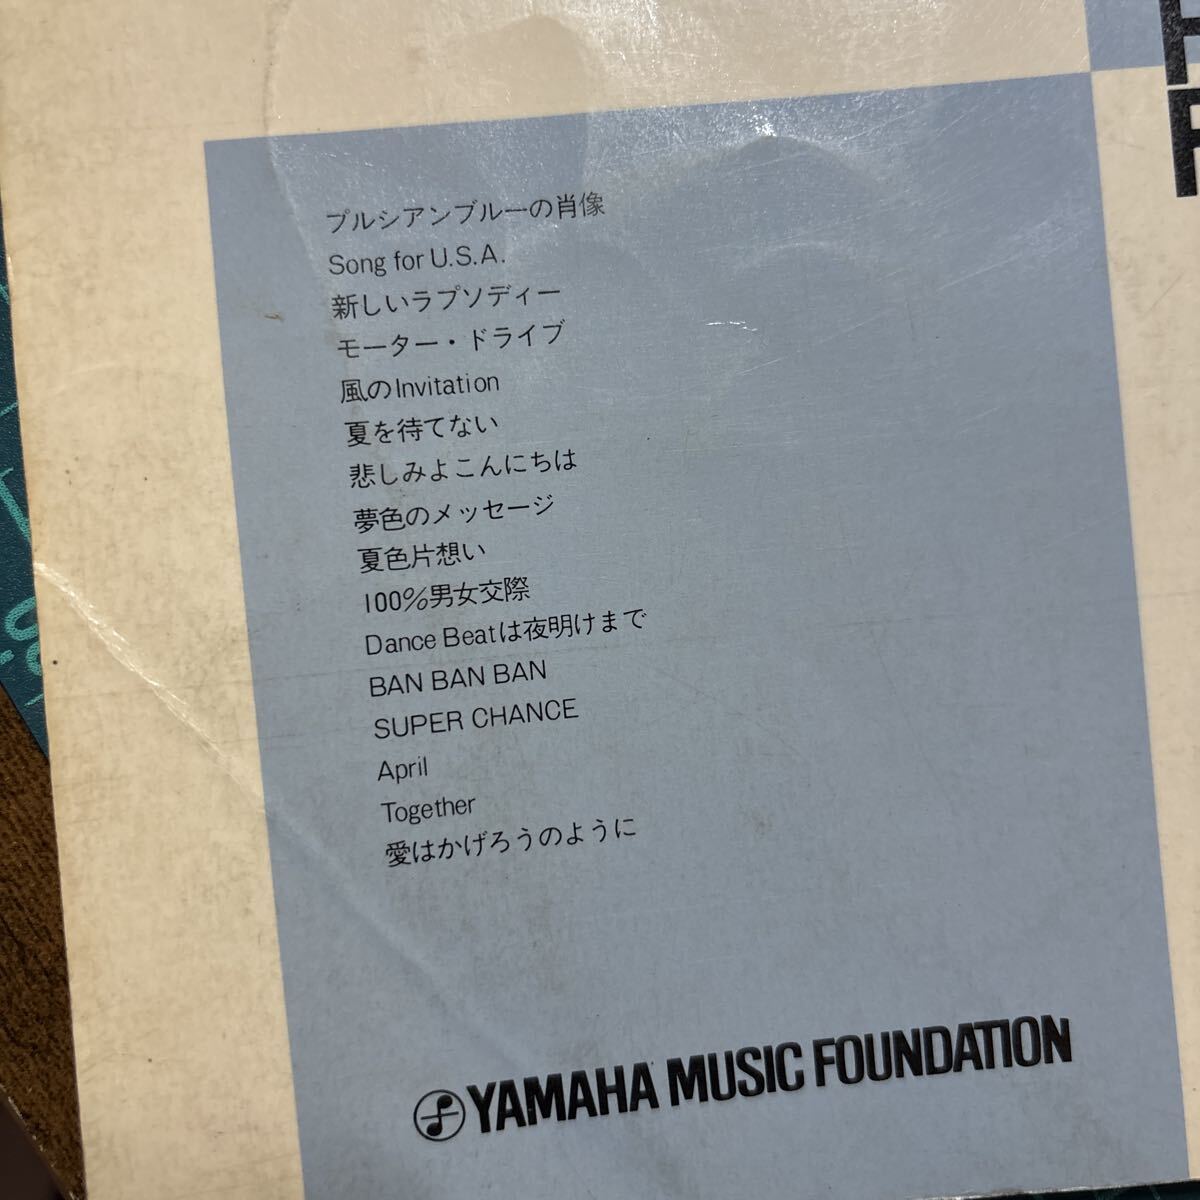 プルシアンブルーの肖像
Song for U.S.A.
新しいラプソディー
モーター・ドライブ
風のInvitation
夏を待てない
悲しみよこんにちは
夢色のメッセージ
夏色片想い
100%男女交際
Dance Beatは夜明けまで
BAN BAN BAN
SUPER CHANCE
April
Together
愛はかげろうのように
YAMAHA MUSIC FOUNDATION